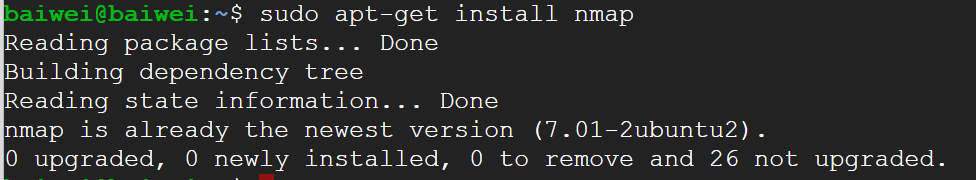 baiwei@baiwei:~$ sudo apt-get install nmap
Reading package lists... Done
Building dependency tree
Reading state information... Done
nmap is already the newest version (7.01-2ubuntu2).
0 upgraded, 0 newly installed, 0 to remove and 26 not upgraded.